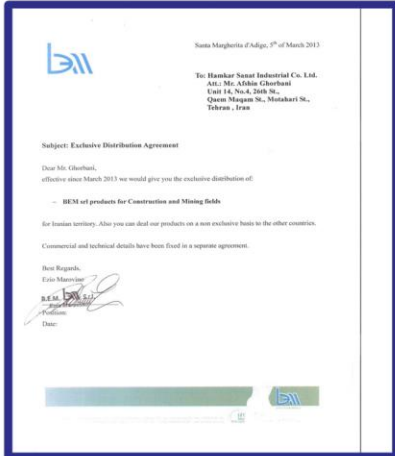 bem
Santa Margherita d'Adige, 5th of March 2013
To: Hamkar Sanat Industrial Co. Ltd.
Att.: Mr. Afshin Ghorbani
Unit 14, No.4, 26th St.,
Qaem Maqam St., Motahari St.,
Tehran , Iran
Subject: Exclusive Distribution Agreement
Dear Mr. Ghorbani,
effective since March 2013 we would give you the exclusive distribution of:
– BEM srl products for Construction and Mining fields
for Iranian territory. Also you can deal our products on a non exclusive basis to the other countries.
Commercial and technical details have been fixed in a separate agreement.
Best Regards,
Ezio
B.E.M. bem S.r.l.
Position:
Date:
bem